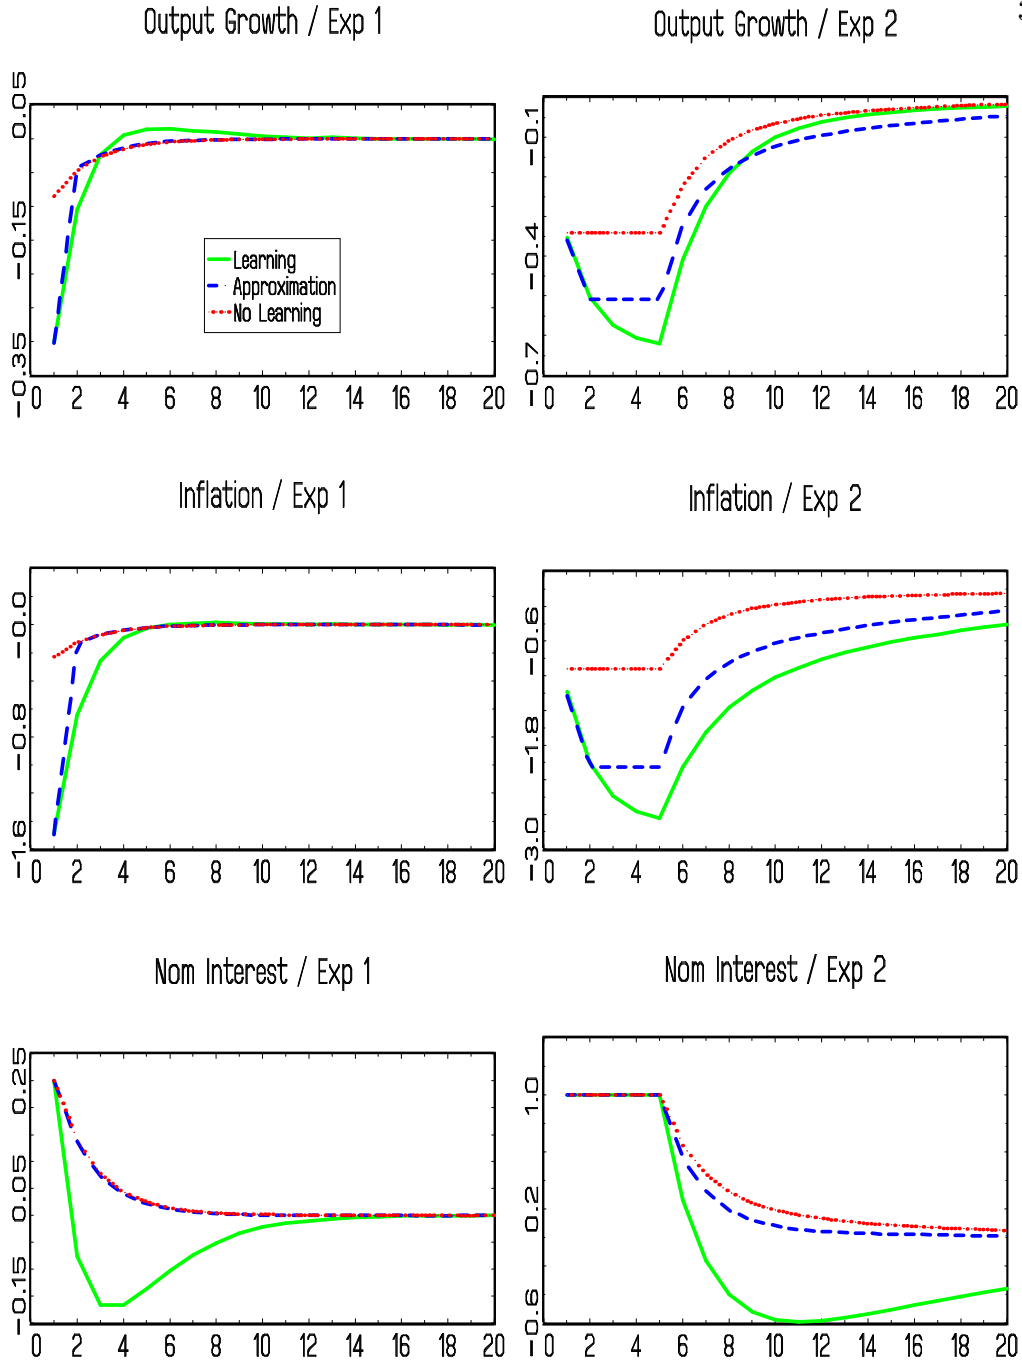 Output Growth / Exp 1
Output Growth / Exp 2
0.05
-0.15
-0.35
Learning
Approximation
No Learning
0 2 4 6 8 10 12 14 16 18 20
-0.1
-0.4
-0.7
0 2 4 6 8 10 12 14 16 18 20
Inflation / Exp 1
Inflation / Exp 2
-0.0
-0.8
-1.6
0 2 4 6 8 10 12 14 16 18 20
-0.6
-1.8
-3.0
0 2 4 6 8 10 12 14 16 18 20
Nom Interest / Exp 1
Nom Interest / Exp 2
0.25
0.05
-0.15
0 2 4 6 8 10 12 14 16 18 20
1.0
0.2
-0.6
0 2 4 6 8 10 12 14 16 18 20